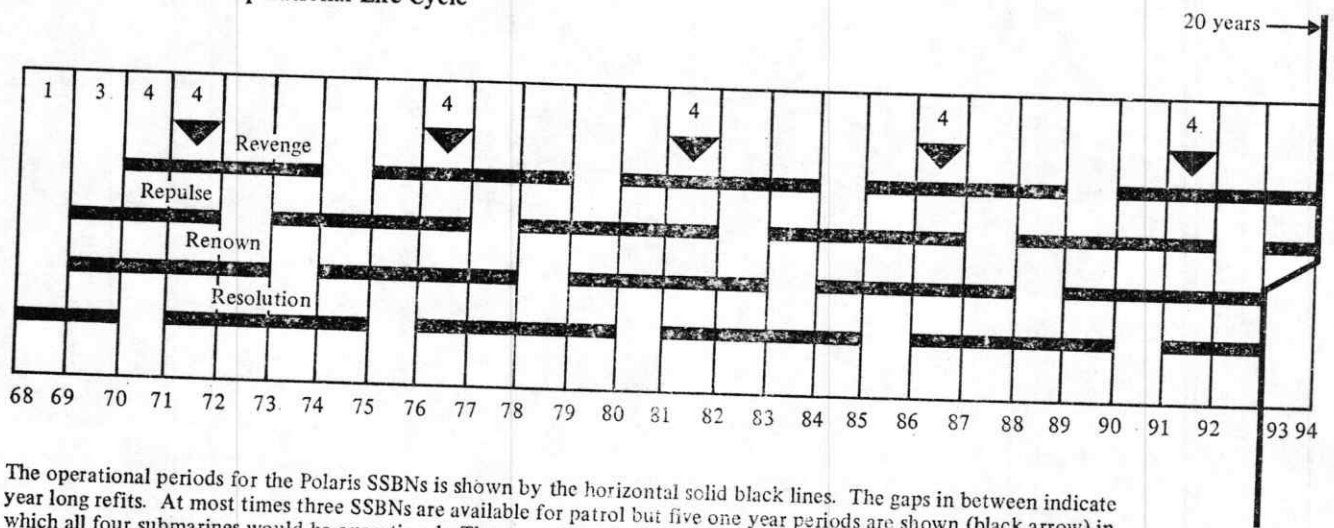 Life Cycle
20 years
1 3 4 4 4 4 4 4
Revenge
Repulse
Renown
Resolution
68 69 70 71 72 73 74 75 76 77 78 79 80 81 82 83 84 85 86 87 88 89 90 91 92 93 94
The operational periods for the Polaris SSBNs is shown by the horizontal solid black lines. The gaps in between indicate
year long refits. At most times three SSBNs are available for patrol but five one year periods are shown (black arrow) in
which all four submarines would be operational.